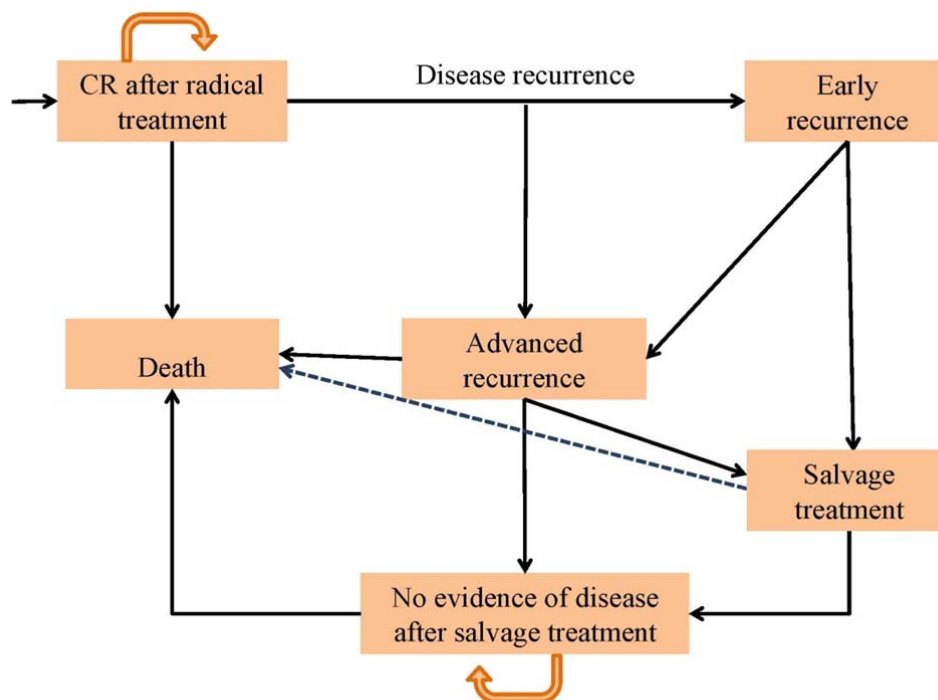 CR after radical
treatment
Disease recurrence
Early
recurrence
Death
Advanced
recurrence
Salvage
treatment
No evidence of disease
after salvage treatment